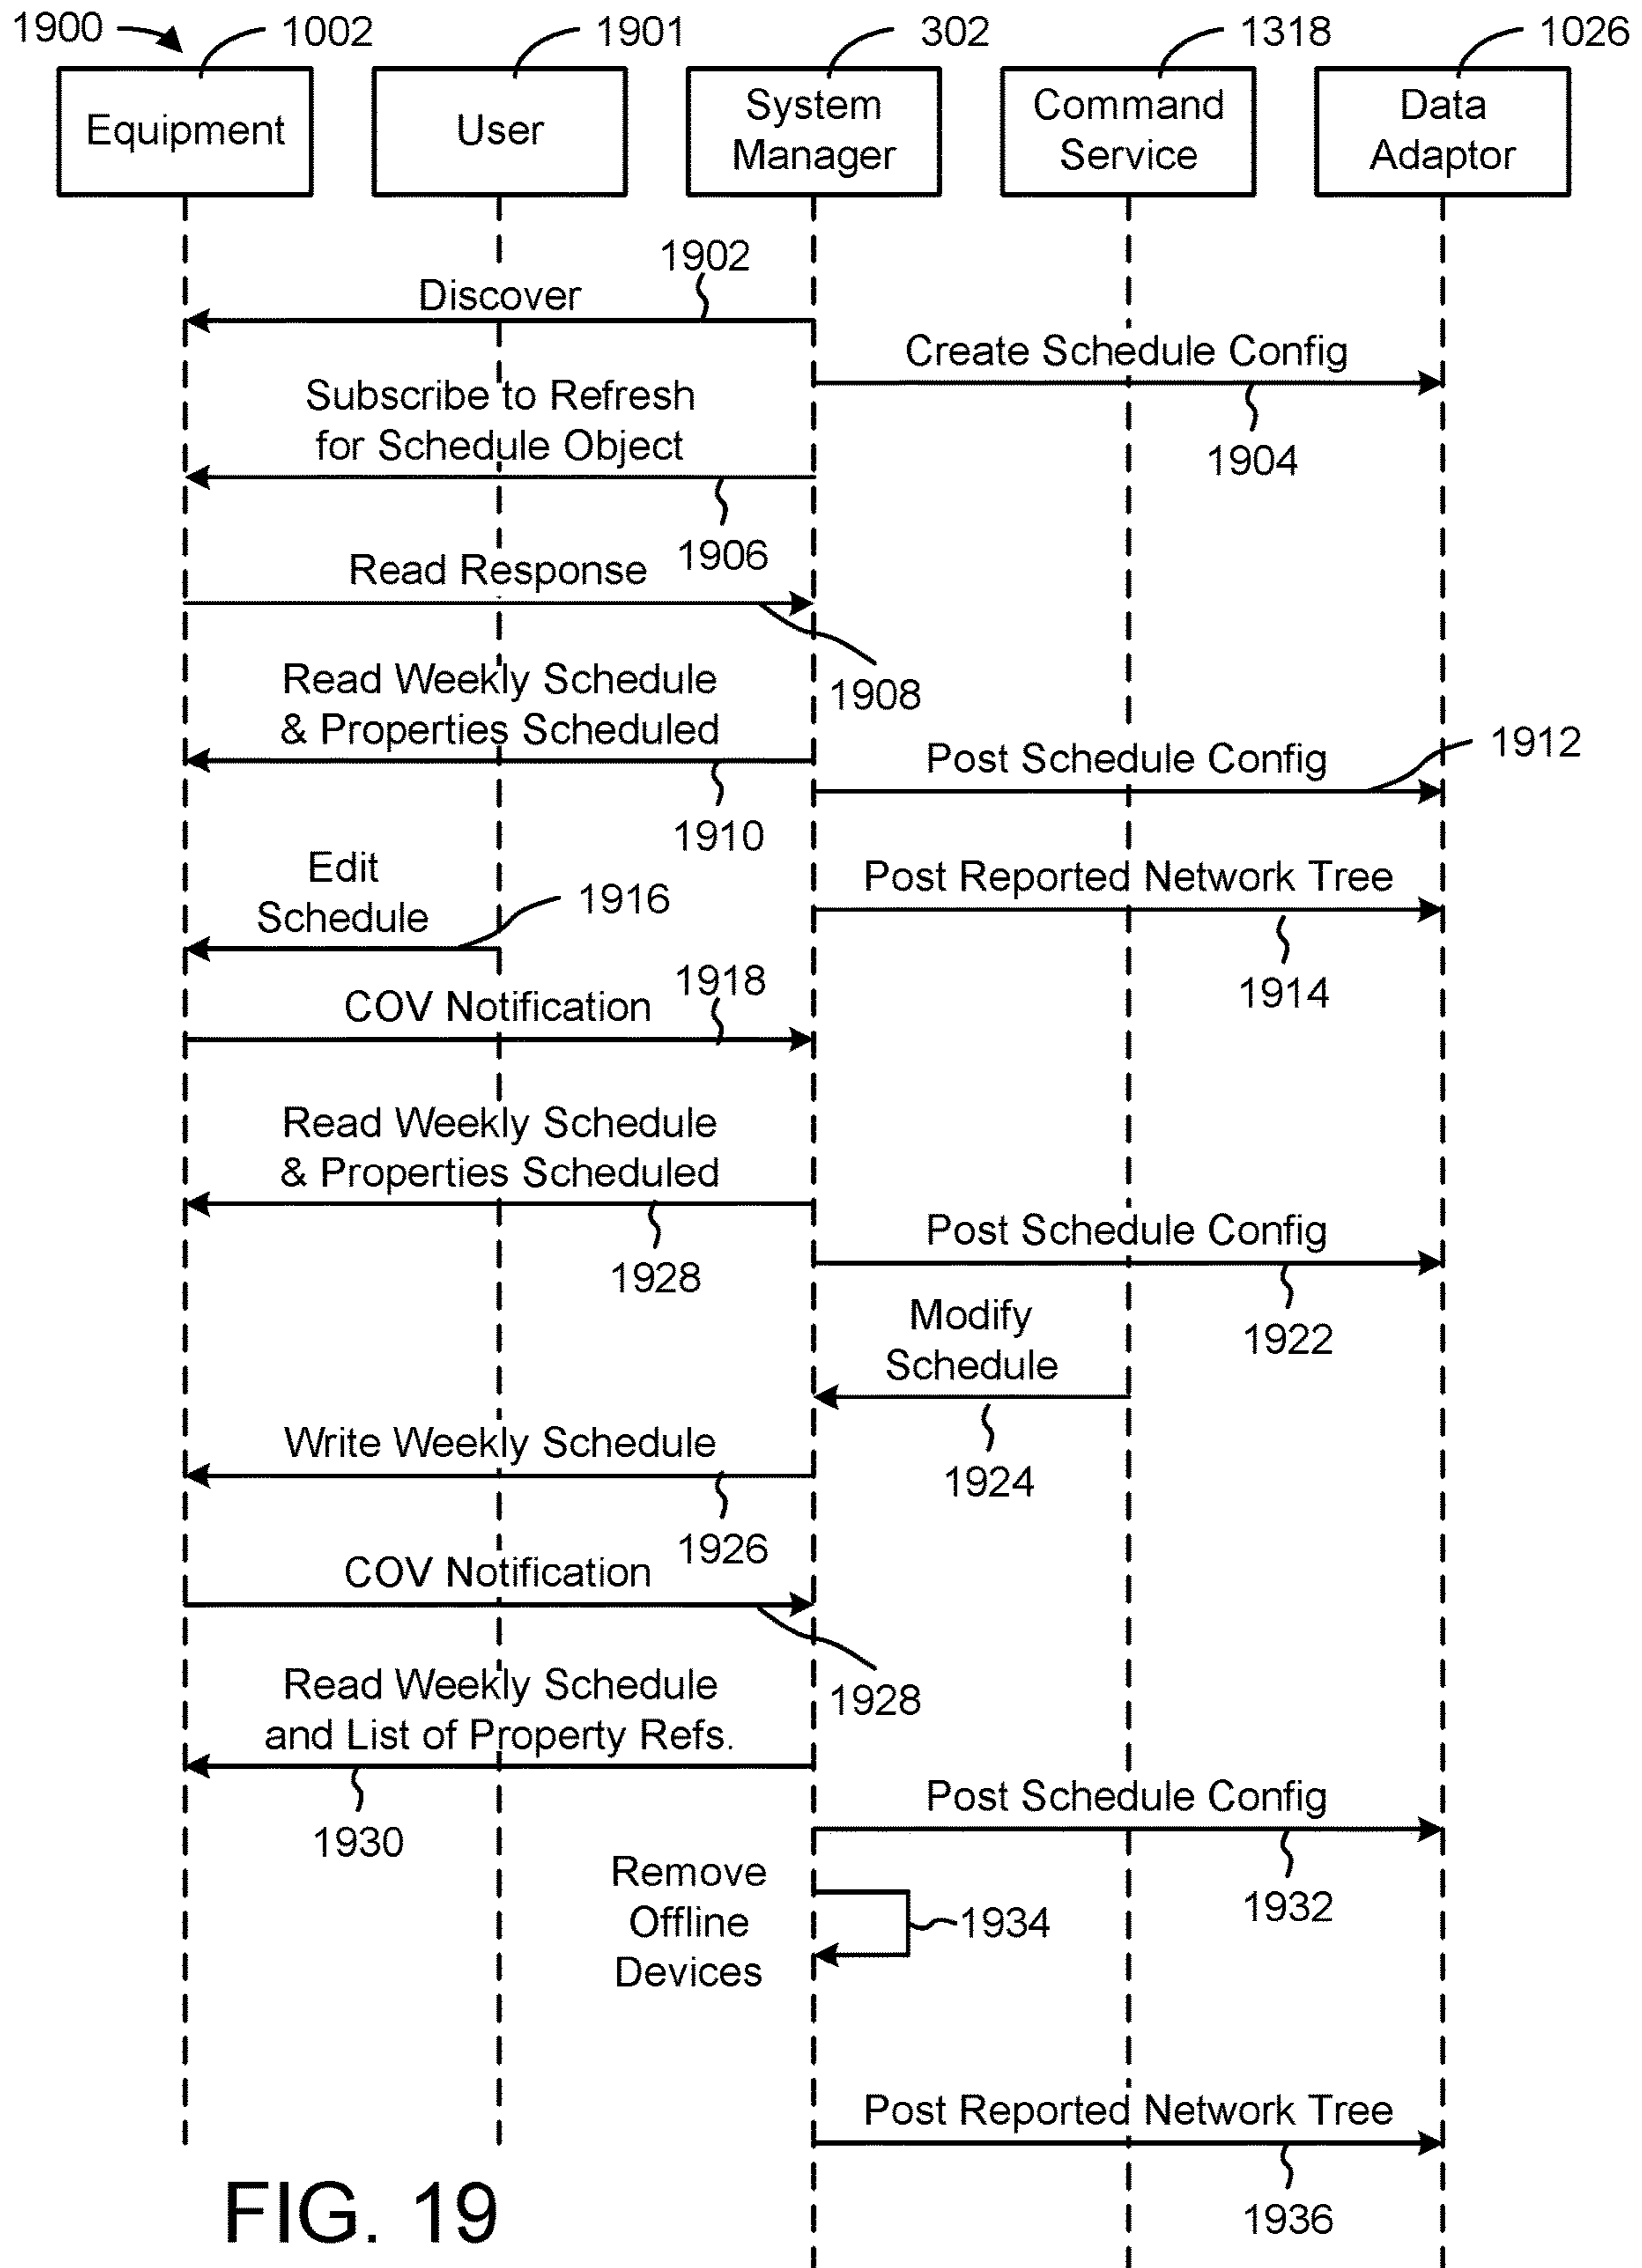 1900
1002
1901
302
1318
1026
Equipment
User
System
Manager
Command
Service
Data
Adaptor
1902
Discover
Create Schedule Config
1904
Subscribe to Refresh
for Schedule Object
1906
Read Response
1908
Read Weekly Schedule
& Properties Scheduled
1910
Post Schedule Config
1912
Edit
Schedule
1916
Post Reported Network Tree
1914
COV Notification
1918
Read Weekly Schedule
& Properties Scheduled
1928
Post Schedule Config
1922
Modify
Schedule
1924
Write Weekly Schedule
1926
COV Notification
1928
Read Weekly Schedule
and List of Property Refs.
1930
Post Schedule Config
1932
Remove
Offline
Devices
1934
Post Reported Network Tree
1936
FIG. 19